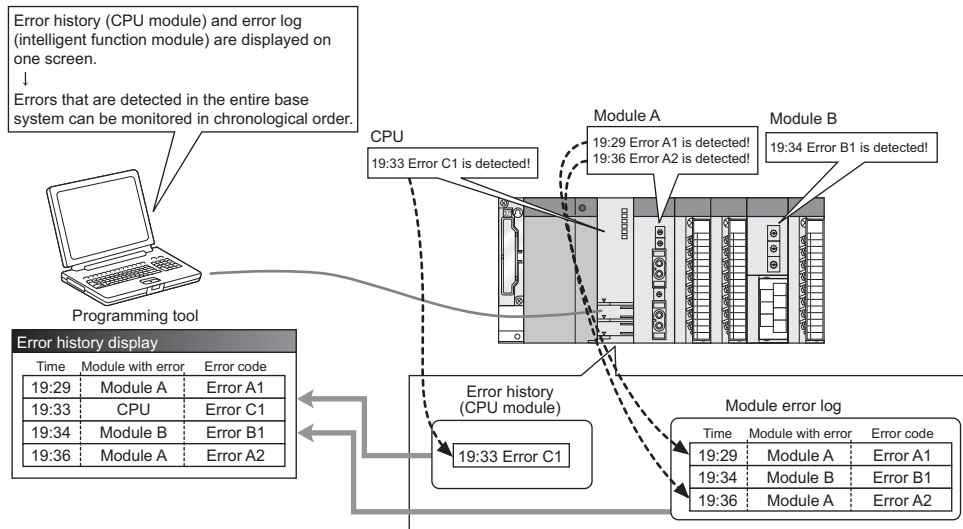 Error history (CPU module) and error log
(intelligent function module) are displayed on
one screen.
↓
Errors that are detected in the entire base
system can be monitored in chronological order.
CPU
19:33 Error C1 is detected!
Module A
19:29 Error A1 is detected!
19:36 Error A2 is detected!
Module B
19:34 Error B1 is detected!
Programming tool
Error history display
Time Module with error Error code
19:29 Module A Error A1
19:33 CPU Error C1
19:34 Module B Error B1
19:36 Module A Error A2
Error history
(CPU module)
19:33 Error C1
Module error log
Time Module with error Error code
19:29 Module A Error A1
19:34 Module B Error B1
19:36 Module A Error A2